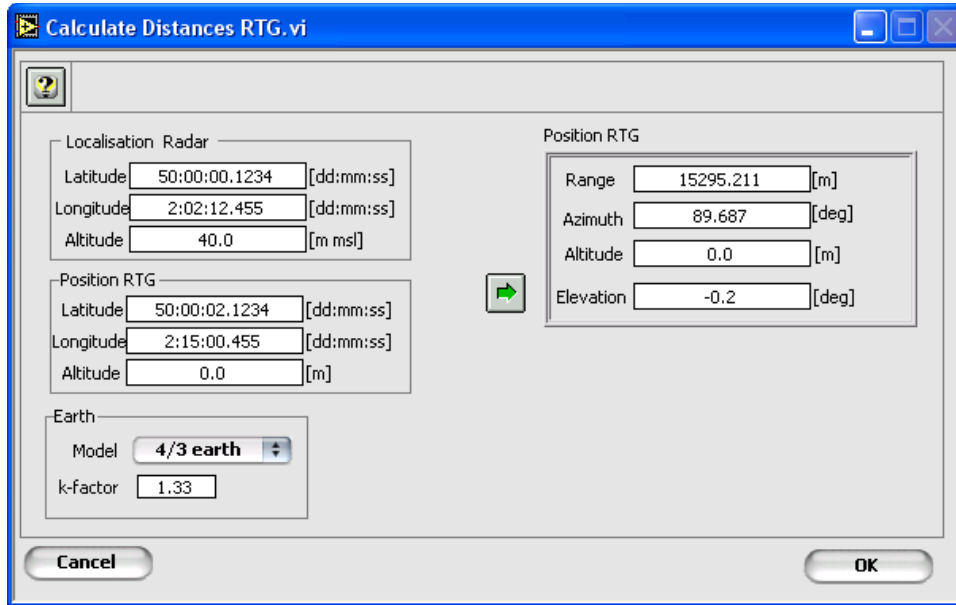 Calculate Distances RTG.vi
Localisation Radar
Latitude 50:00:00.1234 [dd:mm:ss]
Longitude 2:02:12.455 [dd:mm:ss]
Altitude 40.0 [m msl]
Position RTG
Latitude 50:00:02.1234 [dd:mm:ss]
Longitude 2:15:00.455 [dd:mm:ss]
Altitude 0.0 [m]
Earth
Model 4/3 earth
k-factor 1.33
Position RTG
Range 15295.211 [m]
Azimuth 89.687 [deg]
Altitude 0.0 [m]
Elevation -0.2 [deg]
Cancel
OK